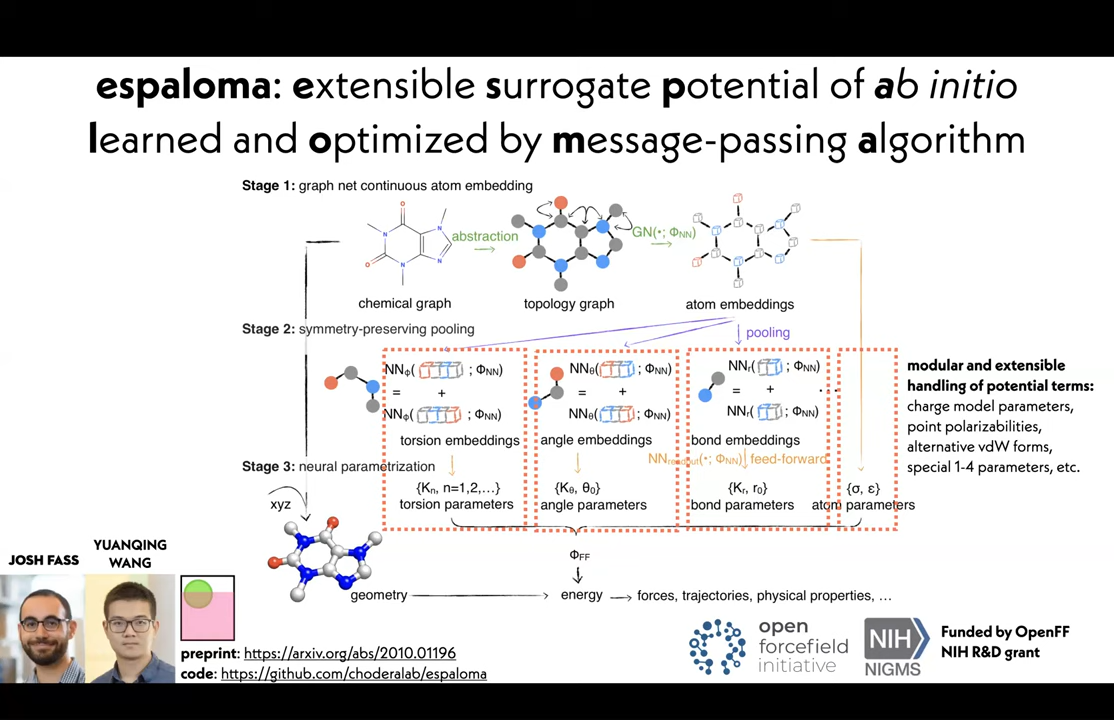 espaloma: extensible surrogate potential of ab initio
learned and optimized by message-passing algorithm
Stage 1: graph net continuous atom embedding
O
N
N
O
N
N
abstraction
GN(•; ΦNN)
chemical graph
topology graph
atom embeddings
Stage 2: symmetry-preserving pooling
pooling
NNϕ( ; ΦNN)
= +
NNϕ( ; ΦNN)
torsion embeddings
NNθ( ; ΦNN)
= +
NNθ( ; ΦNN)
angle embeddings
NNr( ; ΦNN)
= +
NNr( ; ΦNN)
bond embeddings
...
modular and extensible
handling of potential terms:
charge model parameters,
point polarizabilities,
alternative vdW forms,
special 1-4 parameters, etc.
NNreadout(•; ΦNN) feed-forward
Stage 3: neural parametrization
{Kn, n=1,2,…}
torsion parameters
{Kθ, θ0}
angle parameters
{Kr, r0}
bond parameters
{σ, ε}
atom parameters
xyz
ΦFF
geometry
energy
forces, trajectories, physical properties, …
JOSH FASS
YUANQING
WANG
preprint: https://arxiv.org/abs/2010.01196
code: https://github.com/choderalab/espaloma
open
forcefield
initiative
NIH
NIGMS
Funded by OpenFF
NIH R&D grant